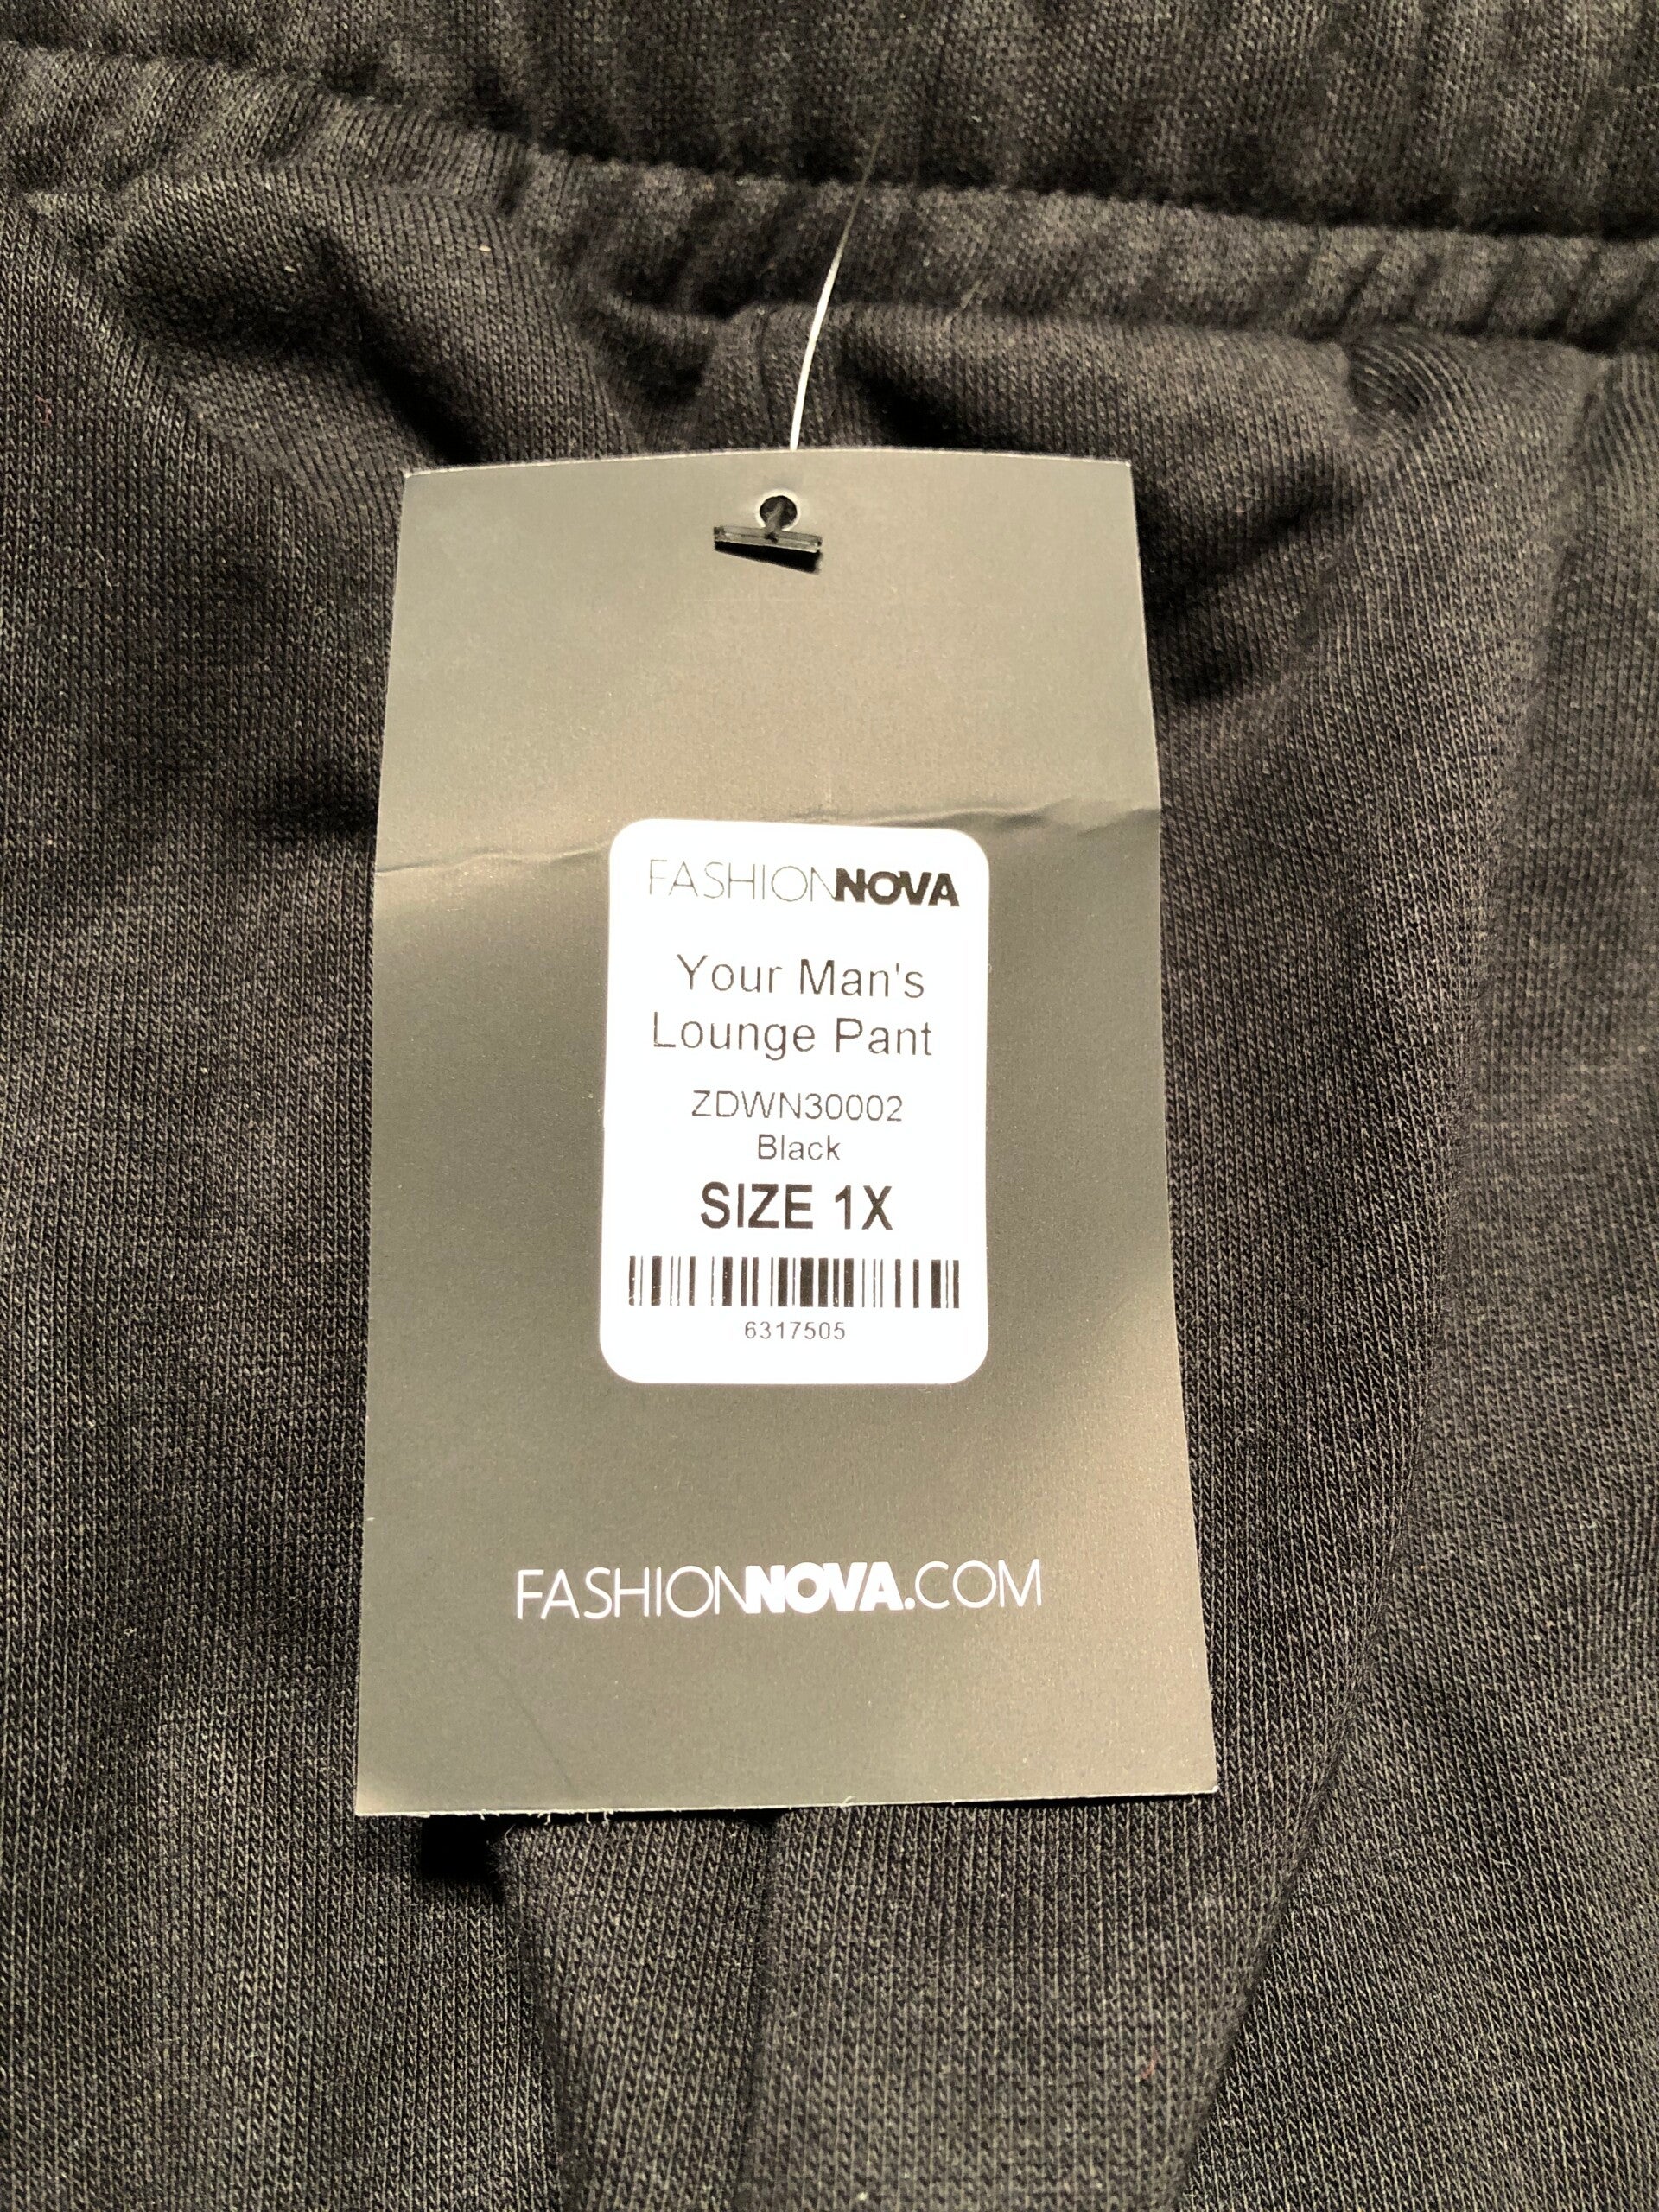 FASHIONNOVA
Your Man's
Lounge Pant
ZDWN30002
Black
SIZE 1X
6317505
FASHIONNOVA.COM